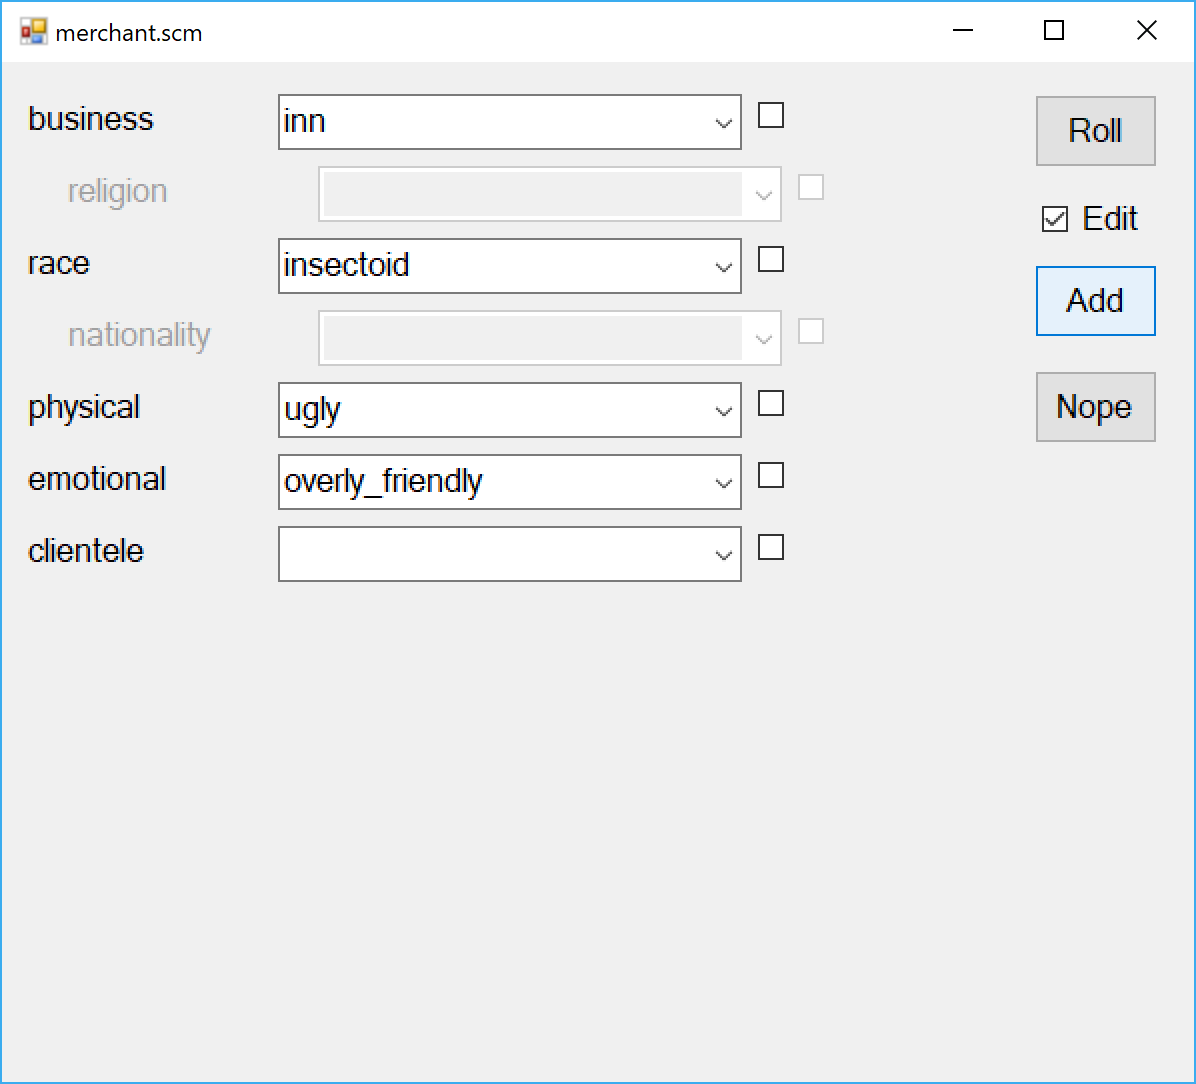 merchant.scm
business inn Roll
religion
Edit
race insectoid
Add
nationality
physical ugly Nope
emotional overly_friendly
clientele